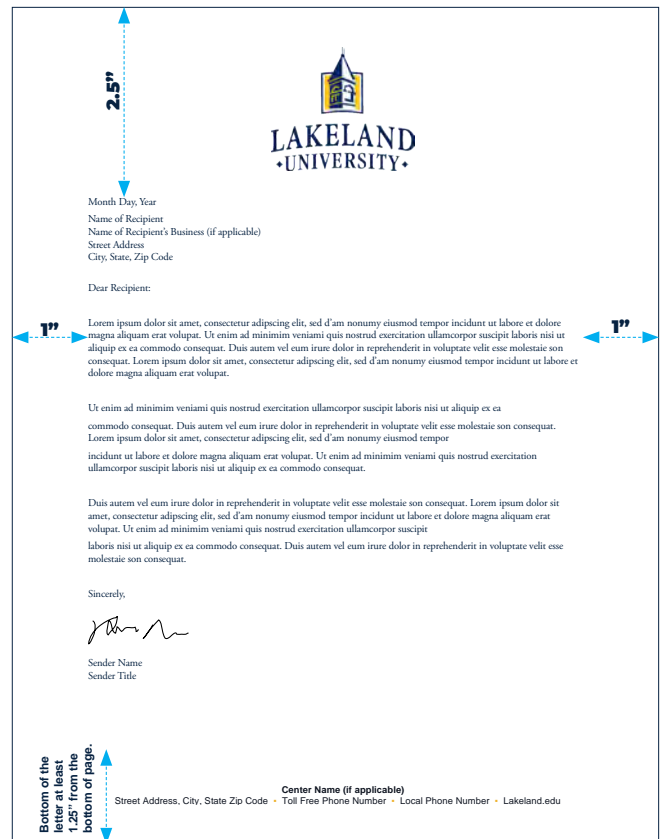 2.5”
LAKELAND
•UNIVERSITY•
Month Day, Year
Name of Recipient
Name of Recipient’s Business (if applicable)
Street Address
City, State, Zip Code
Dear Recipient:
1”
1”
Lorem ipsum dolor sit amet, consectetur adipscing elit, sed d’am nonumy eiusmod tempor incidunt ut labore et dolore
magna aliquam erat volupat. Ut enim ad minimim veniami quis nostrud exercitation ullamcorpor suscipit laboris nisi ut
aliquip ex ea commodo consequat. Duis autem vel eum irure dolor in reprehenderit in voluptate velit esse molestaie son
consequat. Lorem ipsum dolor sit amet, consectetur adipscing elit, sed d’am nonumy eiusmod tempor incidunt ut labore et
dolore magna aliquam erat volupat.
Ut enim ad minimim veniami quis nostrud exercitation ullamcorpor suscipit laboris nisi ut aliquip ex ea
commodo consequat. Duis autem vel eum irure dolor in reprehenderit in voluptate velit esse molestaie son consequat.
Lorem ipsum dolor sit amet, consectetur adipscing elit, sed d’am nonumy eiusmod tempor
incidunt ut labore et dolore magna aliquam erat volupat. Ut enim ad minimim veniami quis nostrud exercitation
ullamcorpor suscipit laboris nisi ut aliquip ex ea commodo consequat.
Duis autem vel eum irure dolor in reprehenderit in voluptate velit esse molestaie son consequat. Lorem ipsum dolor sit
amet, consectetur adipscing elit, sed d’am nonumy eiusmod tempor incidunt ut labore et dolore magna aliquam erat
volupat. Ut enim ad minimim veniami quis nostrud exercitation ullamcorpor suscipit
laboris nisi ut aliquip ex ea commodo consequat. Duis autem vel eum irure dolor in reprehenderit in voluptate velit esse
molestaie son consequat.
Sincerely,
Sender Name
Sender Title
Bottom of the
letter at least
1.25” from the
bottom of page.
Center Name (if applicable)
Street Address, City, State Zip Code • Toll Free Phone Number • Local Phone Number • Lakeland.edu